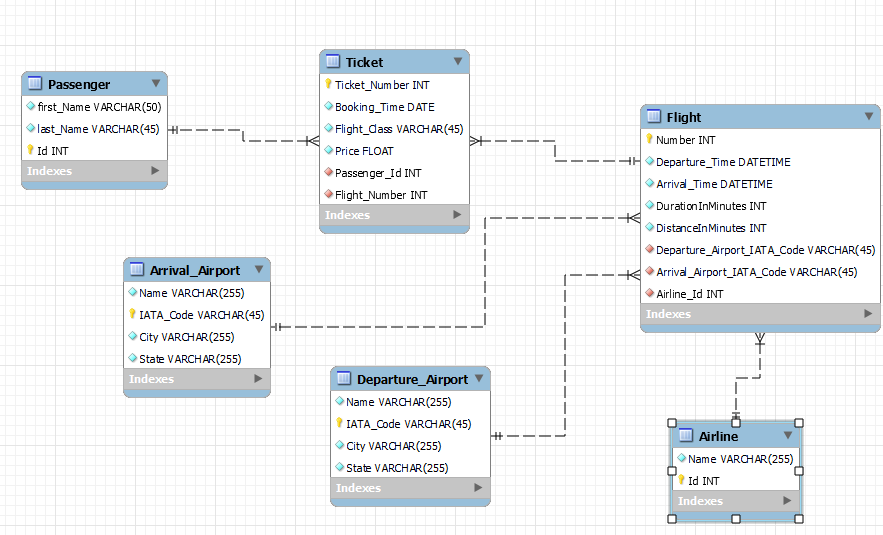 Passenger
first_Name VARCHAR(50)
last_Name VARCHAR(45)
Id INT
Indexes
Ticket
Ticket_Number INT
Booking_Time DATE
Flight_Class VARCHAR(45)
Price FLOAT
Passenger_Id INT
Flight_Number INT
Indexes
Flight
Number INT
Departure_Time DATETIME
Arrival_Time DATETIME
DurationInMinutes INT
DistanceInMinutes INT
Departure_Airport_IATA_Code VARCHAR(45)
Arrival_Airport_IATA_Code VARCHAR(45)
Airline_Id INT
Indexes
Arrival_Airport
Name VARCHAR(255)
IATA_Code VARCHAR(45)
City VARCHAR(255)
State VARCHAR(255)
Indexes
Departure_Airport
Name VARCHAR(255)
IATA_Code VARCHAR(45)
City VARCHAR(255)
State VARCHAR(255)
Indexes
Airline
Name VARCHAR(255)
Id INT
Indexes